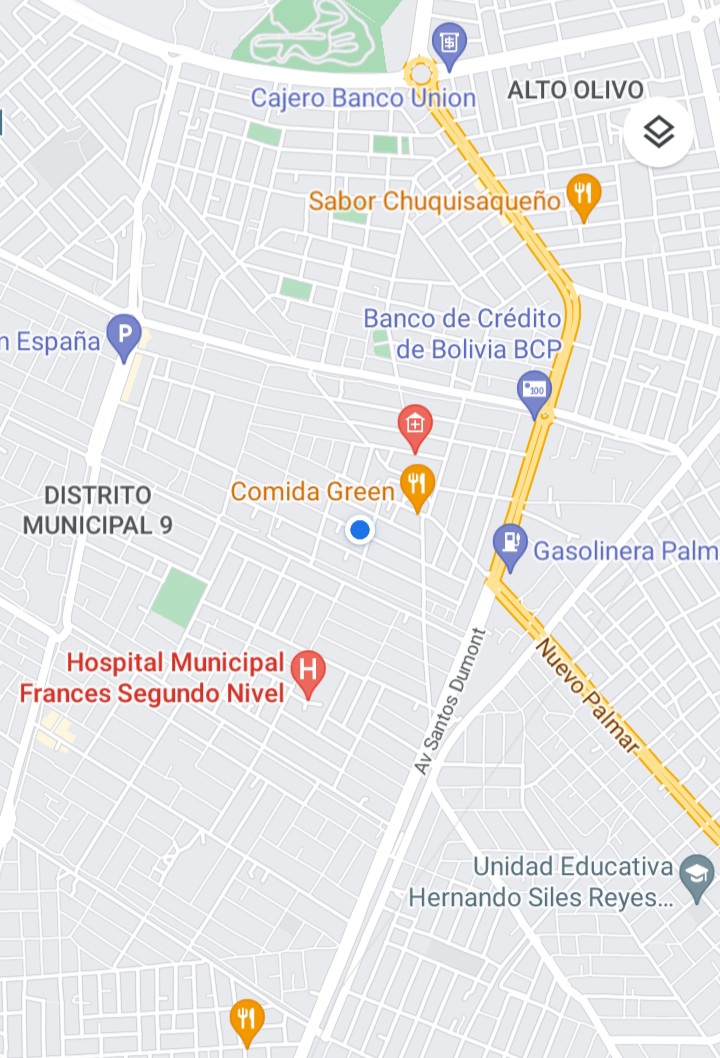 Cajero Banco Union
ALTO OLIVO
Sabor Chuquisaqueño
Banco de Crédito
de Bolivia BCP
n España
P
100
Comida Green
DISTRITO
MUNICIPAL 9
Gasolinera Palm
Hospital Municipal
Frances Segundo Nivel
H
Nuevo Palmar
Av Santos Dumont
Unidad Educativa
Hernando Siles Reyes...